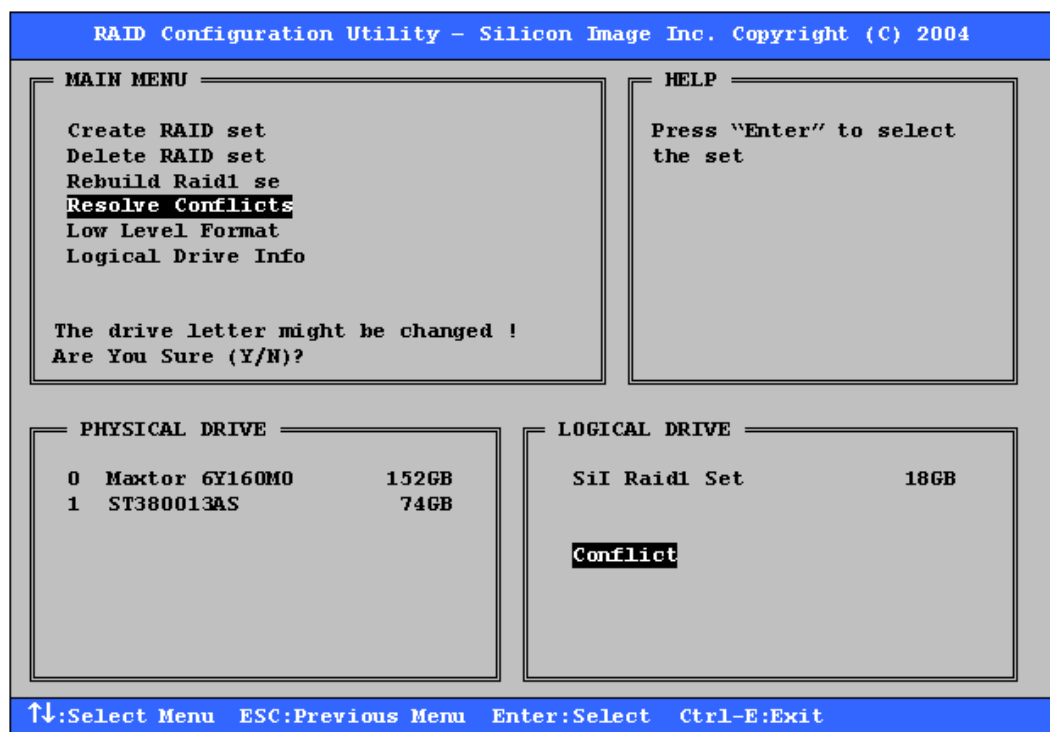 RAID Configuration Utility – Silicon Image Inc. Copyright (C) 2004
MAIN MENU
Create RAID set
Delete RAID set
Rebuild Raid1 se
Resolve Conflicts
Low Level Format
Logical Drive Info
The drive letter might be changed !
Are You Sure (Y/N)?
HELP
Press “Enter” to select
the set
PHYSICAL DRIVE
0 Maxtor 6Y160M0 152GB
1 ST380013AS 74GB
LOGICAL DRIVE
SiI Raid1 Set 18GB
Conflict
↑↓:Select Menu ESC:Previous Menu Enter:Select Ctrl-E:Exit